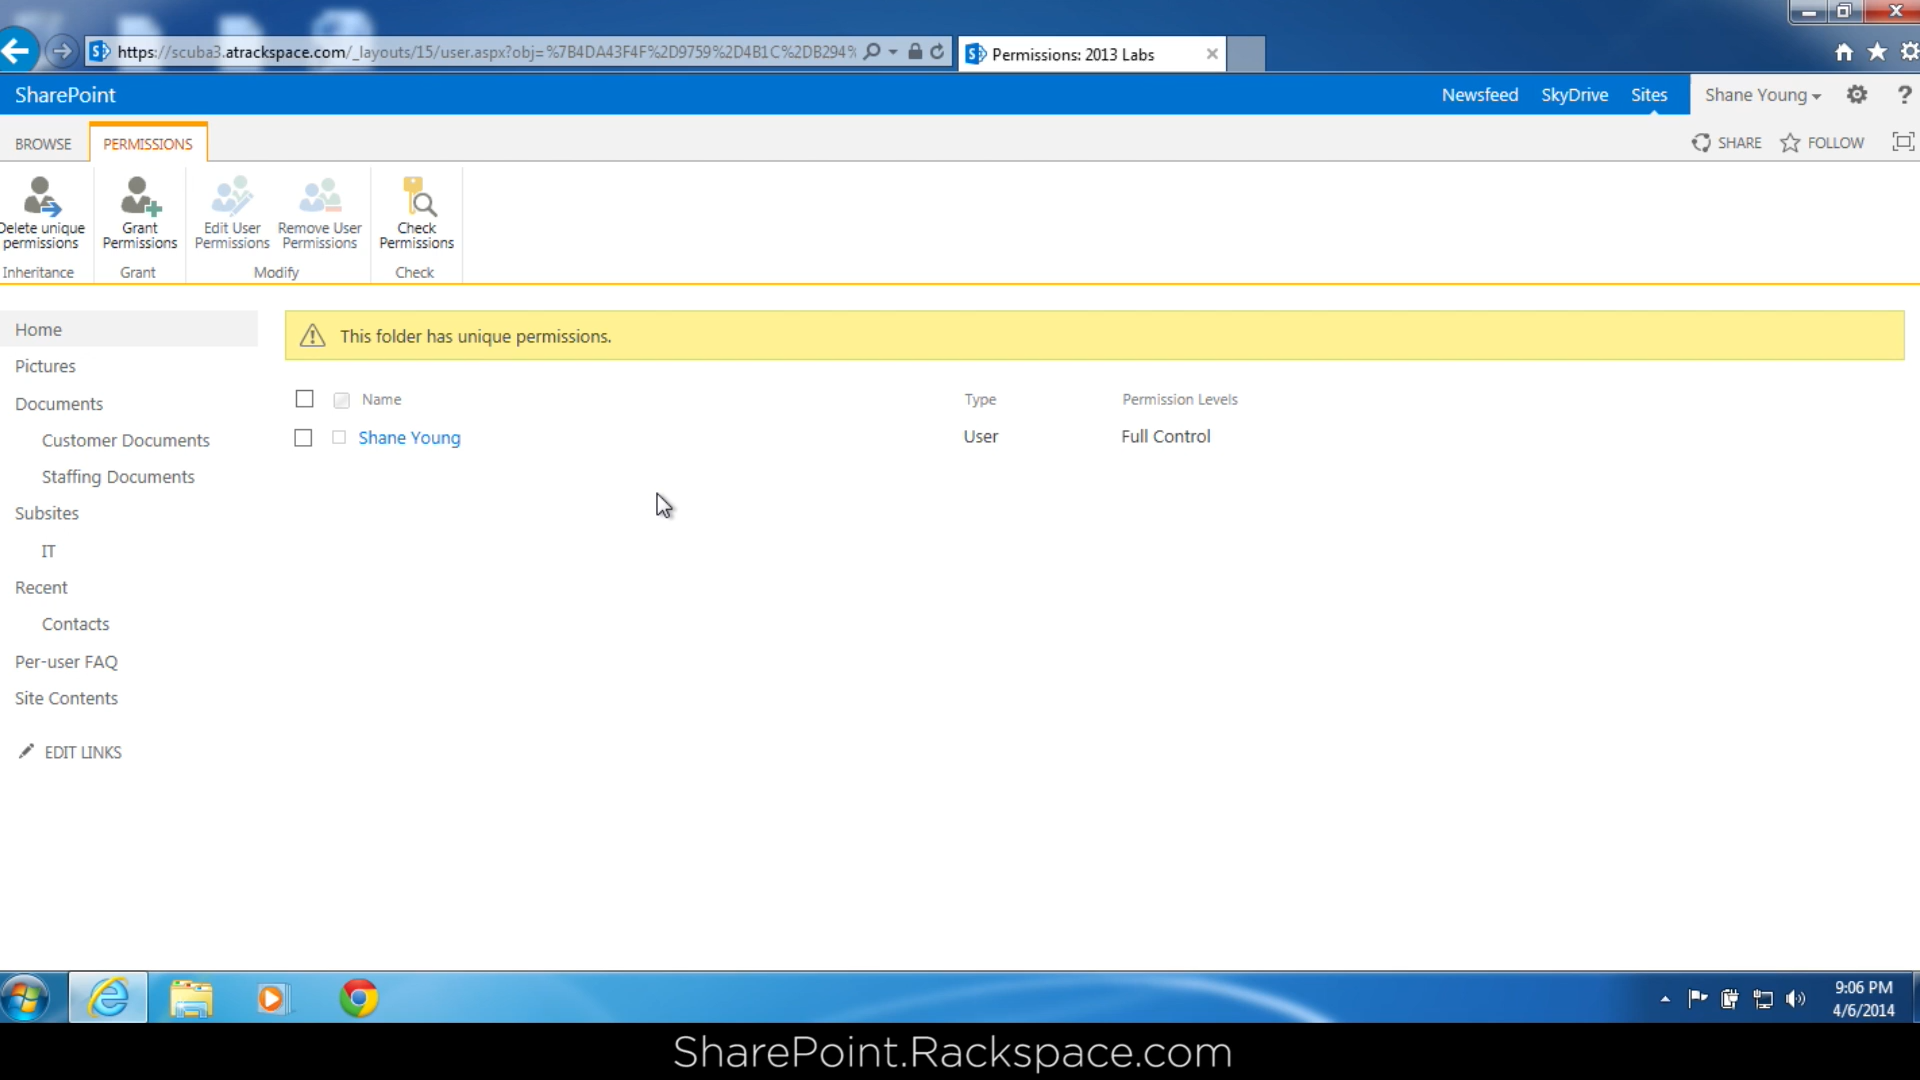 https://scuba3.atrackspace.com/_layouts/15/user.aspx?obj=%7B4DA43F4F%2D9759%2D4B1C%2DB294%
Permissions: 2013 Labs
SharePoint
Newsfeed SkyDrive Sites Shane Young ?
BROWSE PERMISSIONS SHARE FOLLOW
Delete unique permissions
Grant Permissions
Edit User Permissions
Remove User Permissions
Check Permissions
Inheritance Grant Modify Check
Home
Pictures
Documents
Customer Documents
Staffing Documents
Subsites
IT
Recent
Contacts
Per-user FAQ
Site Contents
EDIT LINKS
This folder has unique permissions.
Name Type Permission Levels
Shane Young User Full Control
9:06 PM
4/6/2014
SharePoint.Rackspace.com